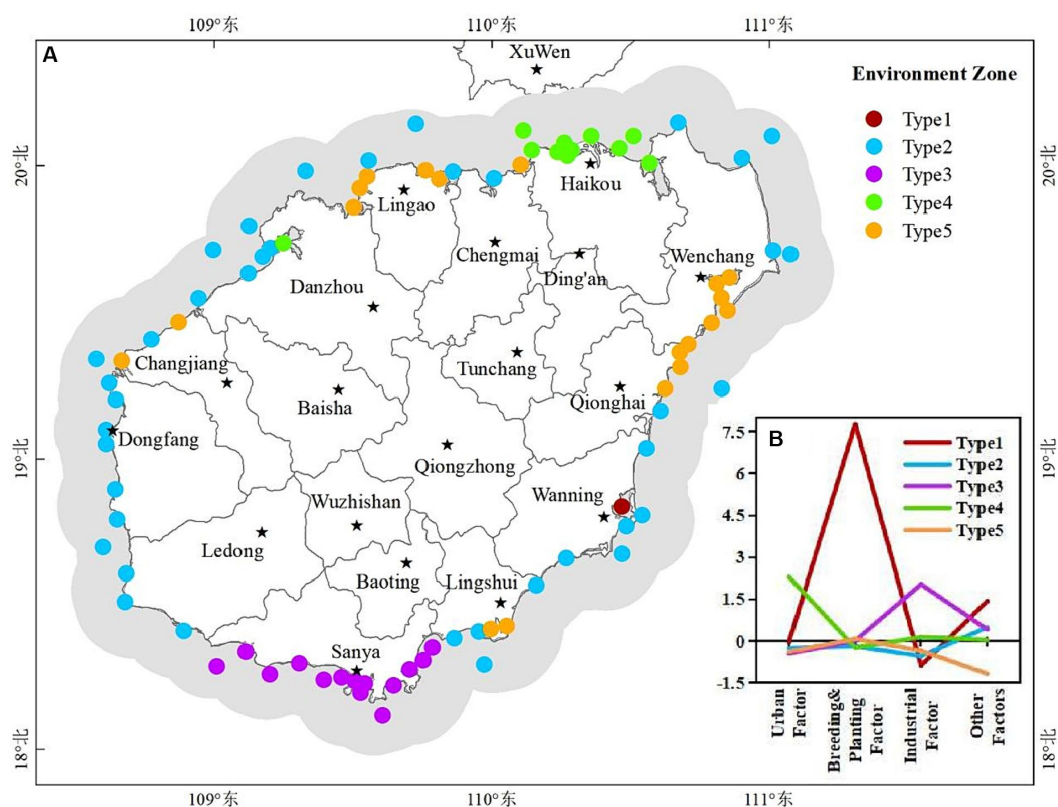 109°东
110°东
111°东
A
XuWen
Environment Zone
Type1
Type2
Type3
Type4
Type5
20°北
20°北
Haikou
Lingao
Chengmai
Ding'an
Wenchang
Danzhou
Changjiang
Tunchang
Baisha
Qionghai
Dongfang
Qiongzhong
19°北
19°北
Wuzhishan
Wanning
Ledong
Baoting
Lingshui
Sanya
18°北
18°北
B
7.5
6
4.5
3
1.5
0
-1.5
Type1
Type2
Type3
Type4
Type5
Urban
Factor
Breeding&
Planting
Factor
Industrial
Factor
Other
Factors
109°东
110°东
111°东